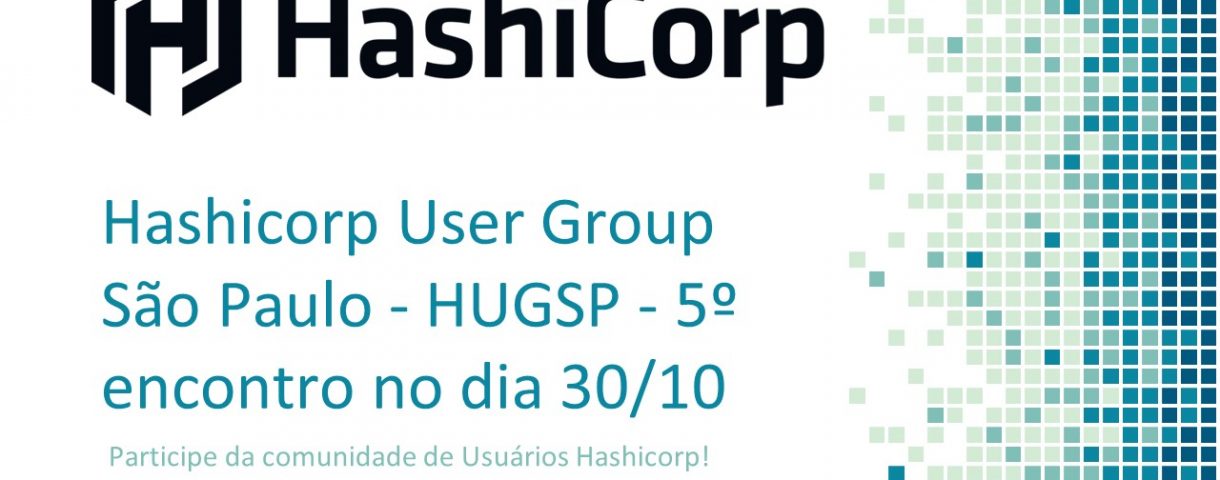 HashiCorp
Hashicorp User Group
São Paulo - HUGSP - 5º
encontro no dia 30/10
Participe da comunidade de Usuários Hashicorp!